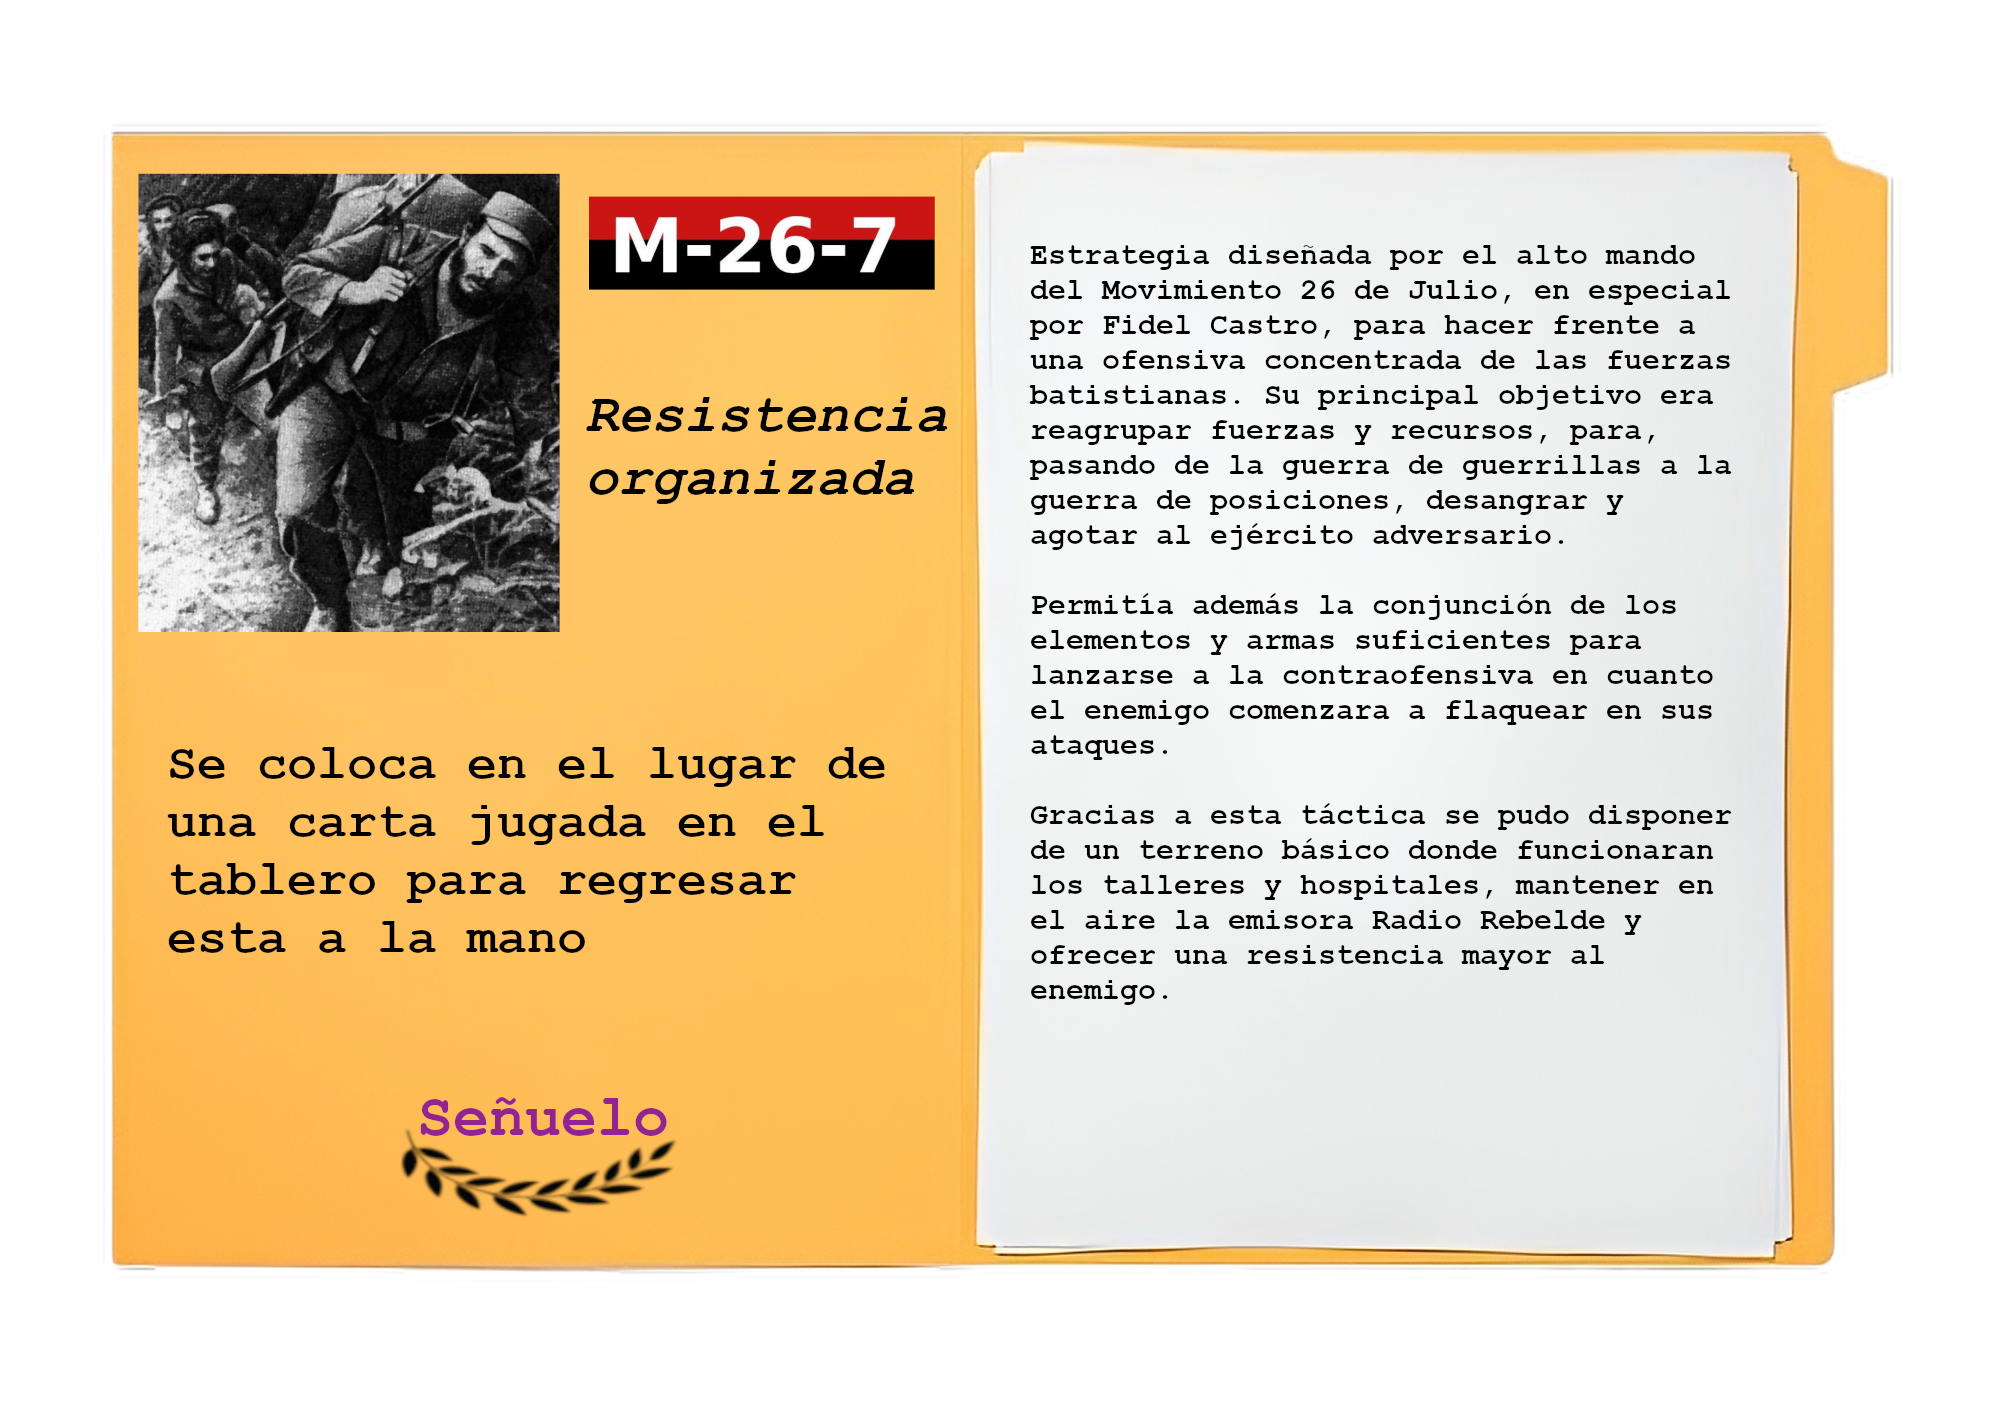 M-26-7
Resistencia
organizada
Se coloca en el lugar de
una carta jugada en el
tablero para regresar
esta a la mano
Señuelo
Estrategia diseñada por el alto mando
del Movimiento 26 de Julio, en especial
por Fidel Castro, para hacer frente a
una ofensiva concentrada de las fuerzas
batistianas. Su principal objetivo era
reagrupar fuerzas y recursos, para,
pasando de la guerra de guerrillas a la
guerra de posiciones, desangrar y
agotar al ejército adversario.
Permitía además la conjunción de los
elementos y armas suficientes para
lanzarse a la contraofensiva en cuanto
el enemigo comenzara a flaquear en sus
ataques.
Gracias a esta táctica se pudo disponer
de un terreno básico donde funcionaran
los talleres y hospitales, mantener en
el aire la emisora Radio Rebelde y
ofrecer una resistencia mayor al
enemigo.